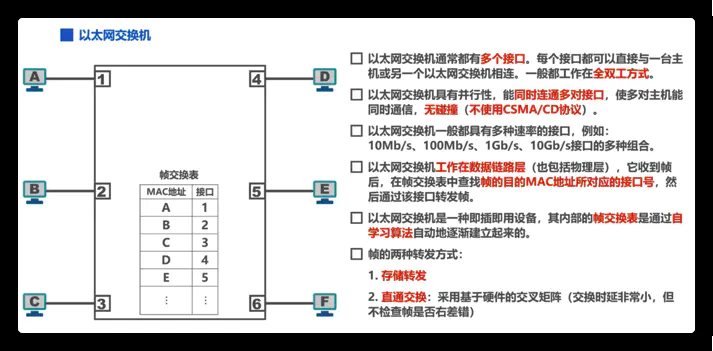 以太网交换机
A
1
4
D
B
2
5
E
C
3
6
F
帧交换表
MAC地址 接口
A 1
B 2
C 3
D 4
E 5
⋮ ⋮
以太网交换机通常都有多个接口。每个接口都可以直接与一台主
机或另一个以太网交换机相连。一般都工作在全双工方式。
以太网交换机具有并行性，能同时连通多对接口，使多对主机能
同时通信，无碰撞（不使用CSMA/CD协议）。
以太网交换机一般都具有多种速率的接口，例如：
10Mb/s、100Mb/s、1Gb/s、10Gb/s接口的多种组合。
以太网交换机工作在数据链路层（也包括物理层），它收到帧
后，在帧交换表中查找帧的目的MAC地址所对应的接口号，然
后通过该接口转发帧。
以太网交换机是一种即插即用设备，其内部的帧交换表是通过自
学习算法自动地逐渐建立起来的。
帧的两种转发方式：
1. 存储转发
2. 直通交换：采用基于硬件的交叉矩阵（交换时延非常小，但
不检查帧是否右差错）